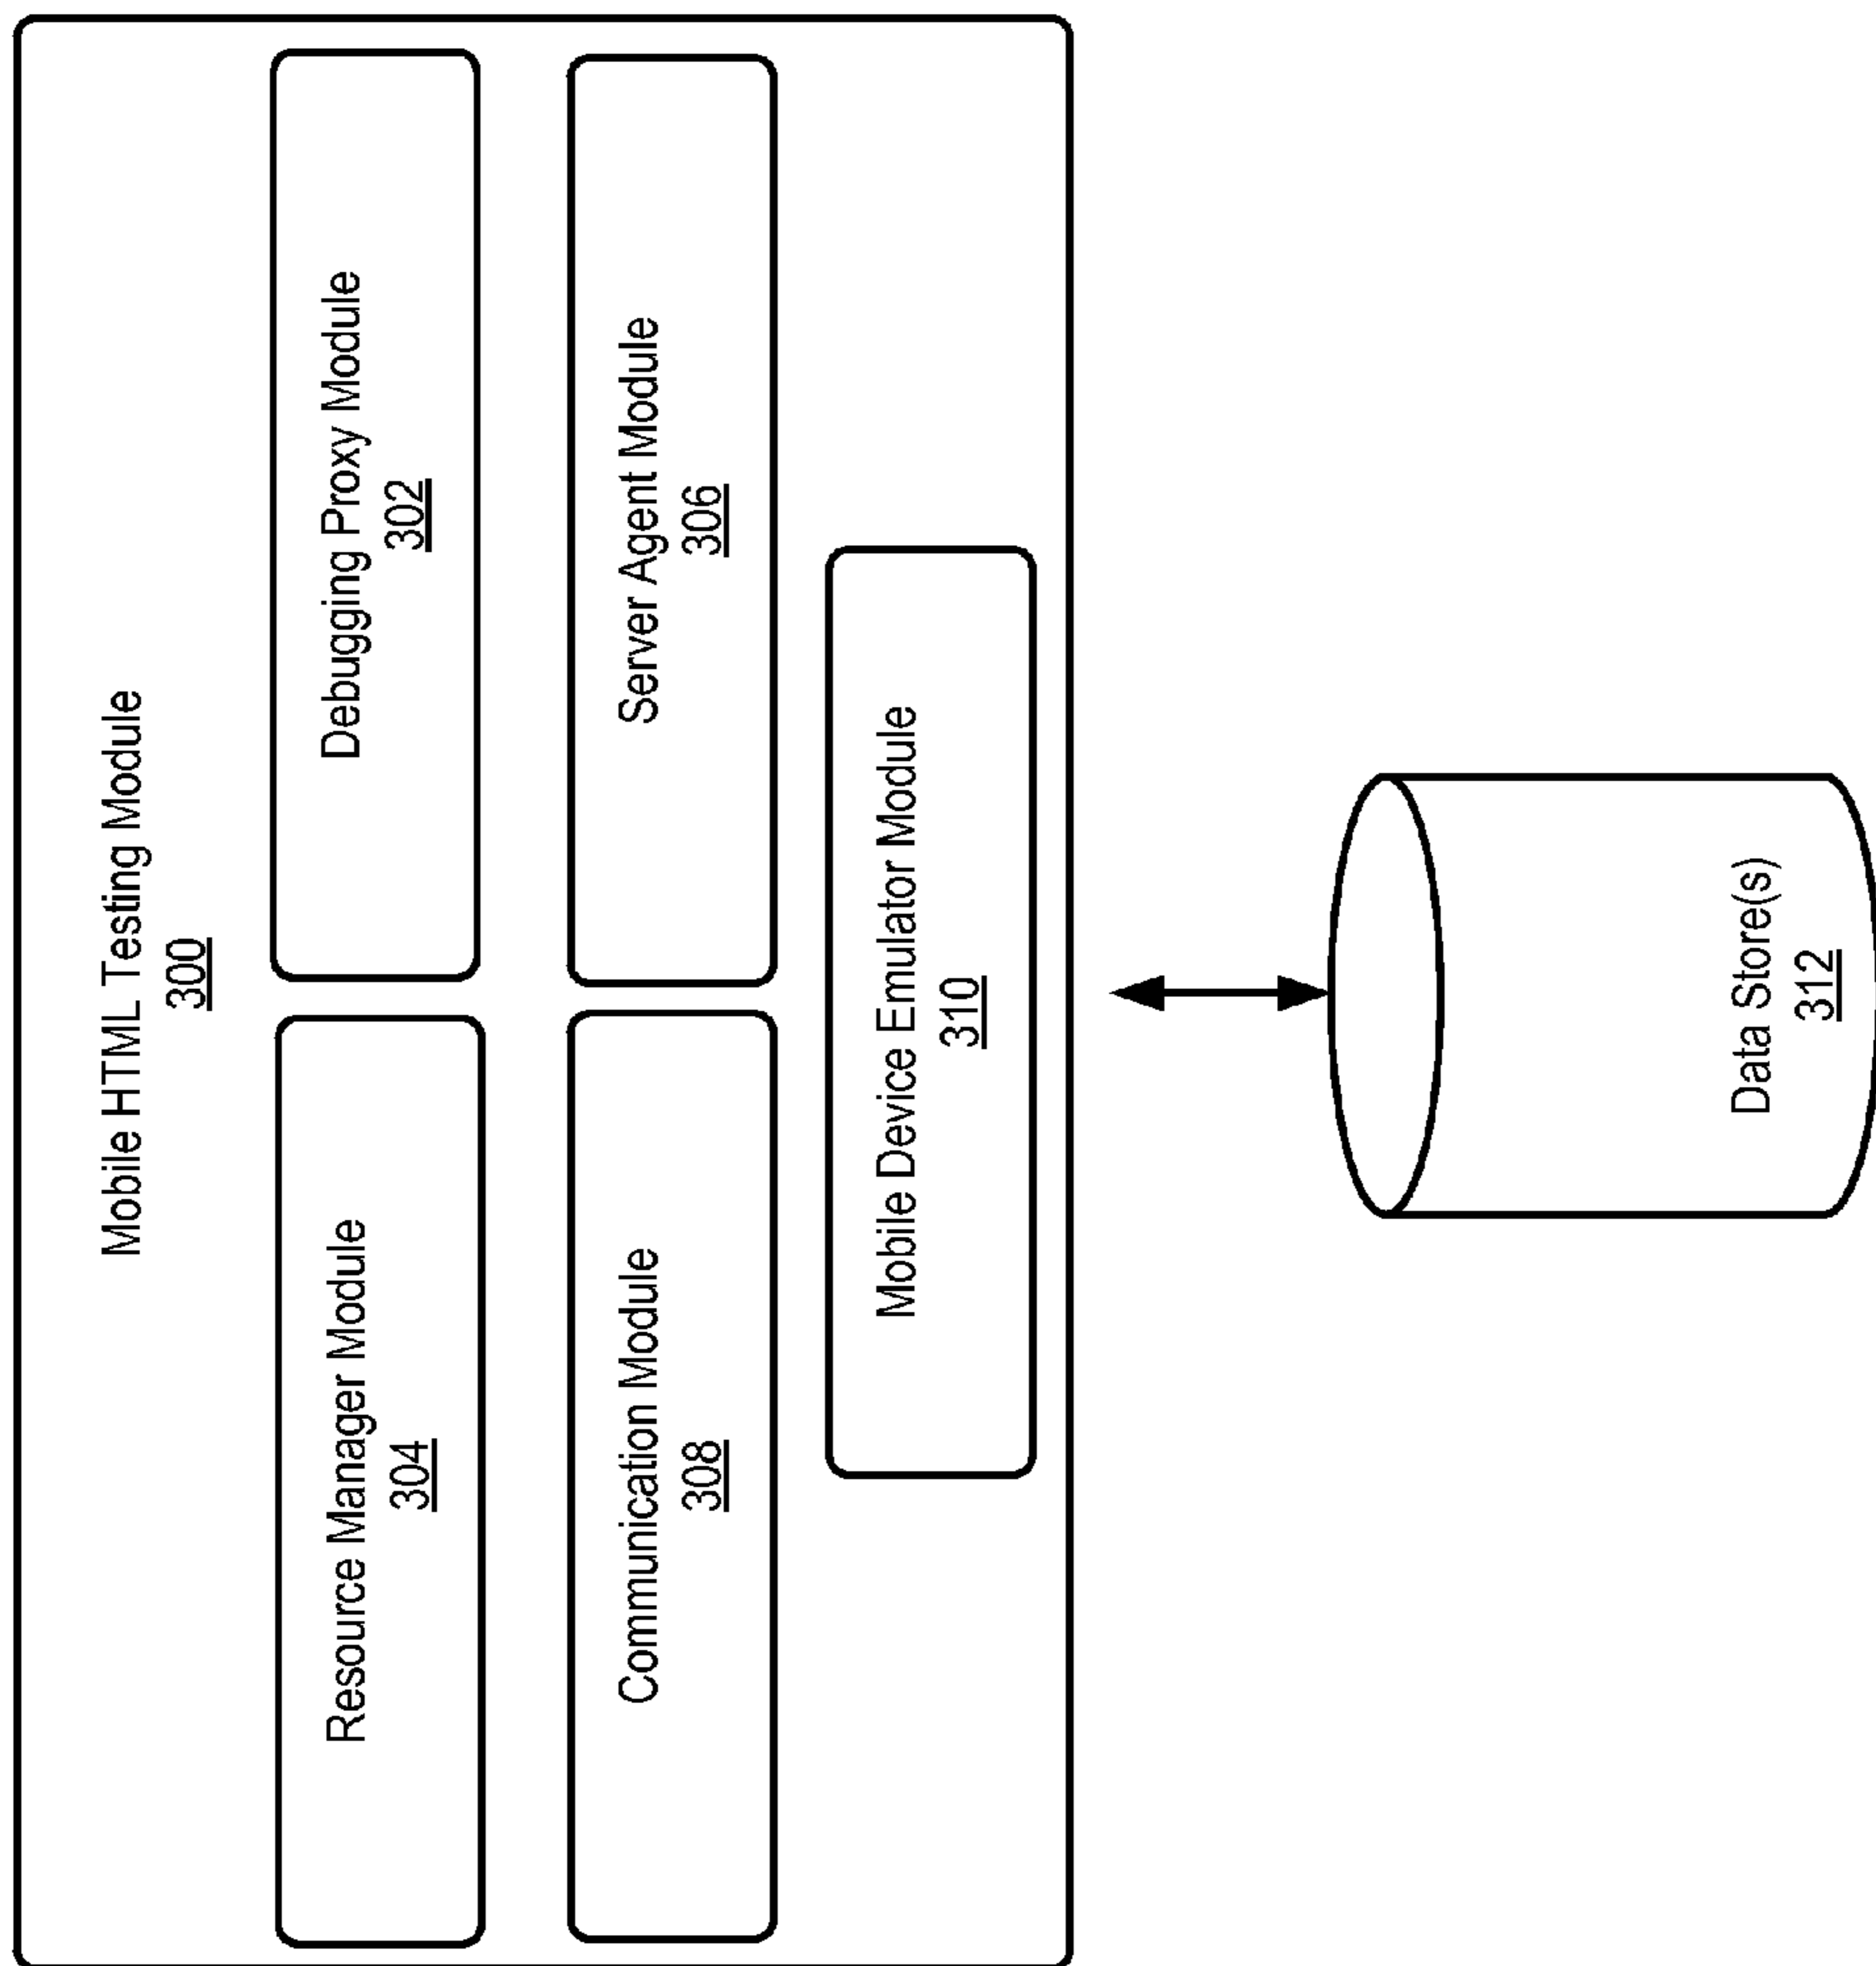 Mobile HTML Testing Module
300
Resource Manager Module
304
Debugging Proxy Module
302
Communication Module
308
Server Agent Module
306
Mobile Device Emulator Module
310
Data Store(s)
312